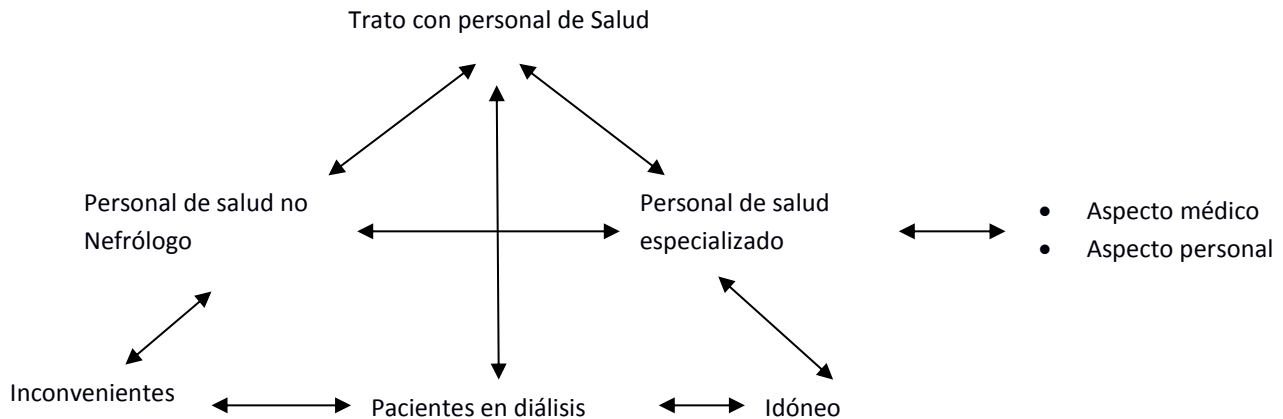 Trato con personal de Salud
Personal de salud no
Nefrólogo
Personal de salud
especializado
• Aspecto médico
• Aspecto personal
Inconvenientes
Pacientes en diálisis
Idóneo